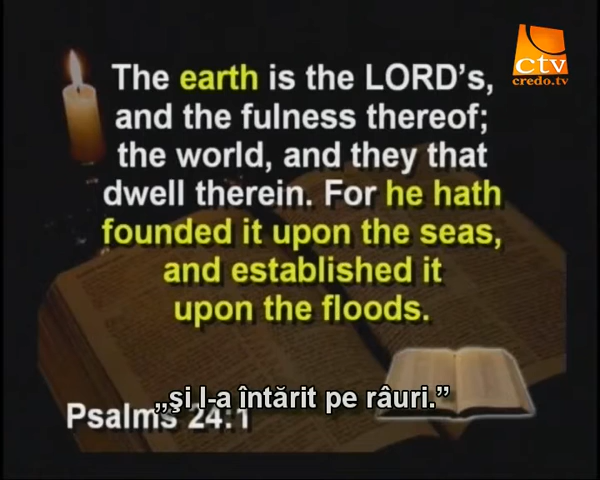 ctv
credo.tv
The earth is the LORD's,
and the fulness thereof;
the world, and they that
dwell therein. For he hath
founded it upon the seas,
and established it
upon the floods.
„şi l-a întărit pe râuri.”
Psalms 24:1